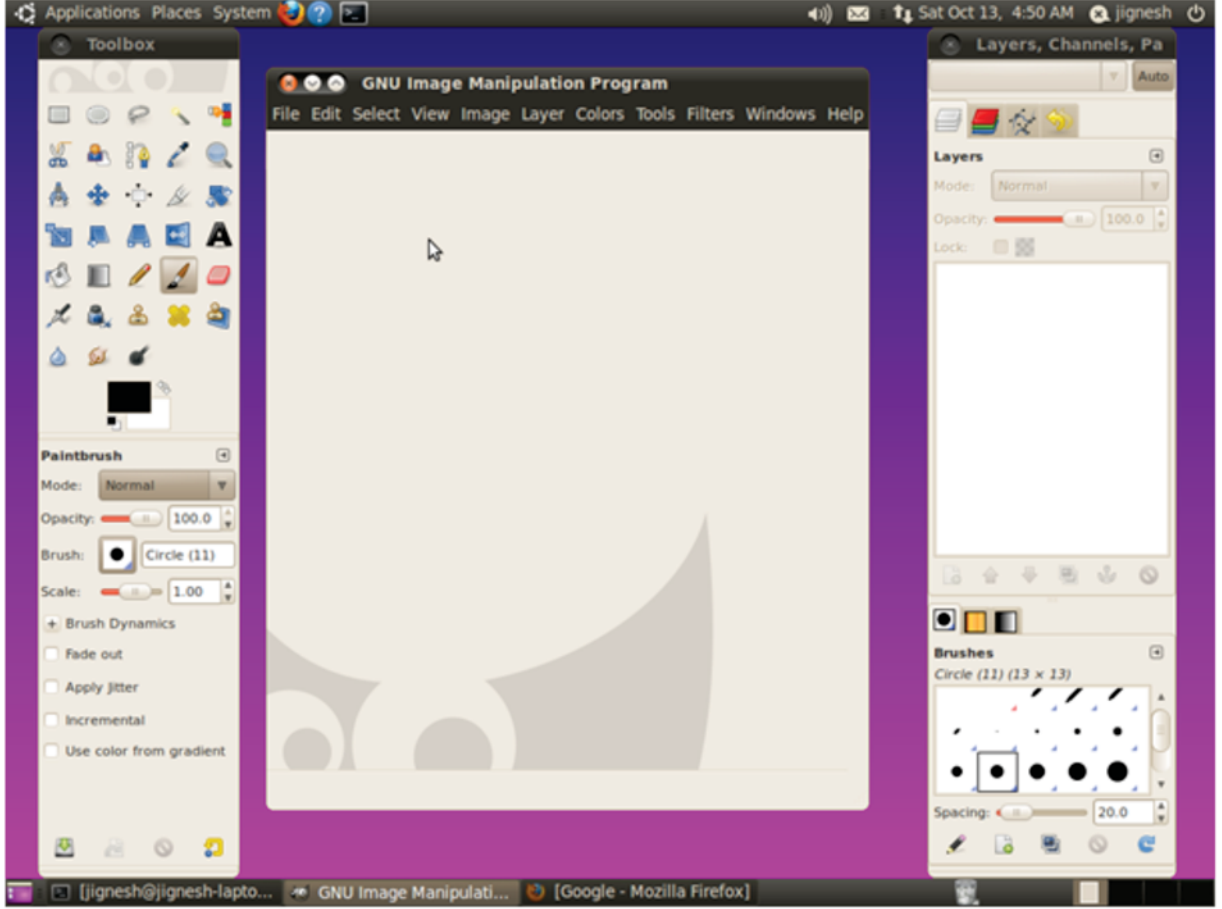 Applications Places System Sat Oct 13, 4:50 AM jignesh
Toolbox
Paintbrush
Mode: Normal
Opacity: 100.0
Brush: Circle (11)
Scale: 1.00
+ Brush Dynamics
Fade out
Apply Jitter
Incremental
Use color from gradient
GNU Image Manipulation Program
File Edit Select View Image Layer Colors Tools Filters Windows Help
Layers, Channels, Pa
Auto
Layers
Mode: Normal
Opacity: 100.0
Lock:
Brushes
Circle (11) (13 × 13)
Spacing: 20.0
[jignesh@jignesh-lapto... GNU Image Manipulati... [Google - Mozilla Firefox]